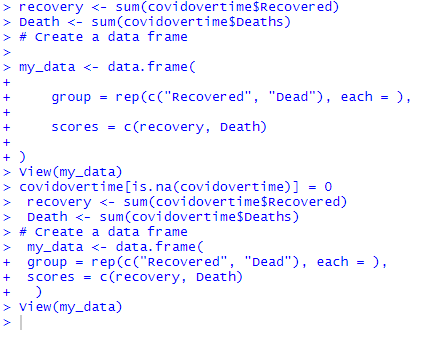 > recovery <- sum(covidovertime$Recovered)
> Death <- sum(covidovertime$Deaths)
> # Create a data frame
>
> my_data <- data.frame(
+
+     group = rep(c("Recovered", "Dead"), each = ),
+
+     scores = c(recovery, Death)
+
+ )
> View(my_data)
> covidovertime[is.na(covidovertime)] = 0
>  recovery <- sum(covidovertime$Recovered)
>  Death <- sum(covidovertime$Deaths)
> # Create a data frame
>  my_data <- data.frame(
+  group = rep(c("Recovered", "Dead"), each = ),
+  scores = c(recovery, Death)
+   )
> View(my_data)
>